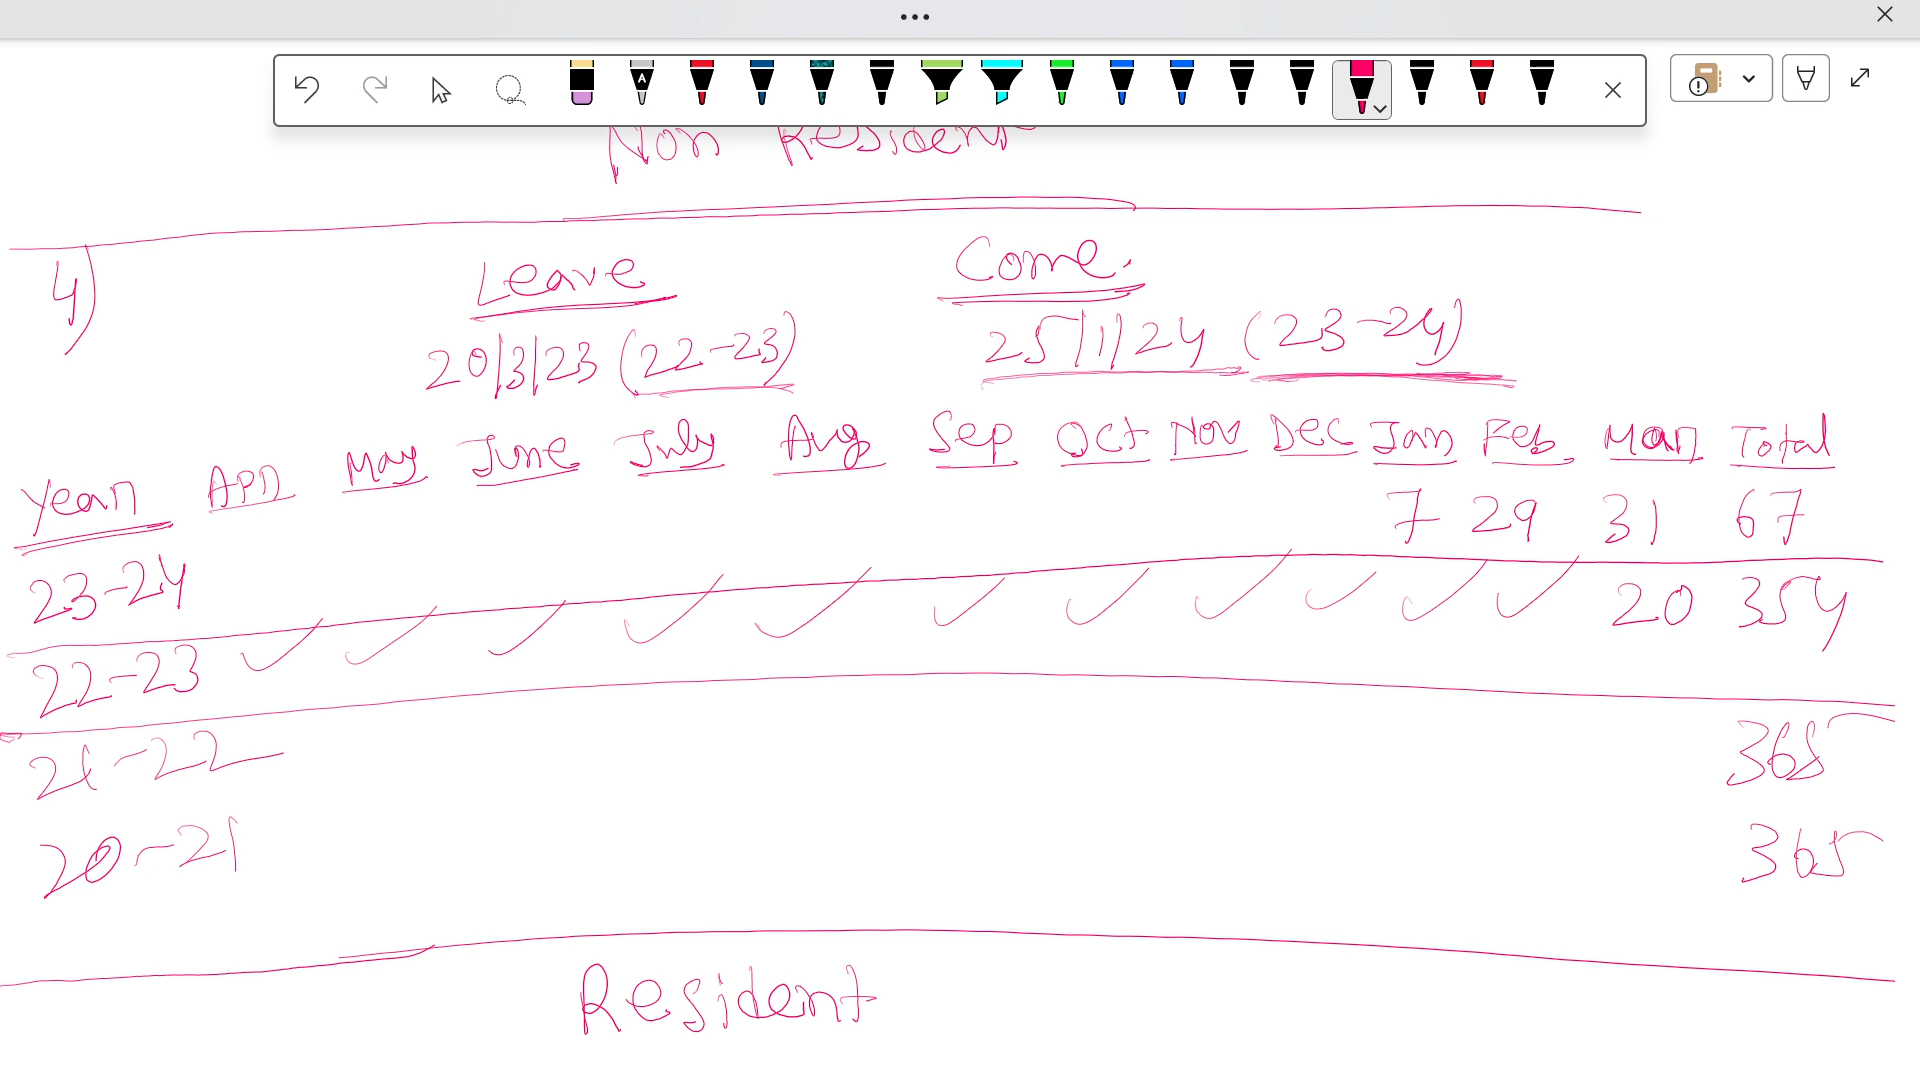 Non Resident
4)
Leave Come.
20/3/23 (22-23) 25/1/24 (23-24)
Year Apr May June July Aug Sep Oct Nov Dec Jan Feb Mar Total
23-24 7 29 31 67
22-23 ✓ ✓ ✓ ✓ ✓ ✓ ✓ ✓ ✓ ✓ ✓ 20 354
21-22 365
20-21 365
Resident